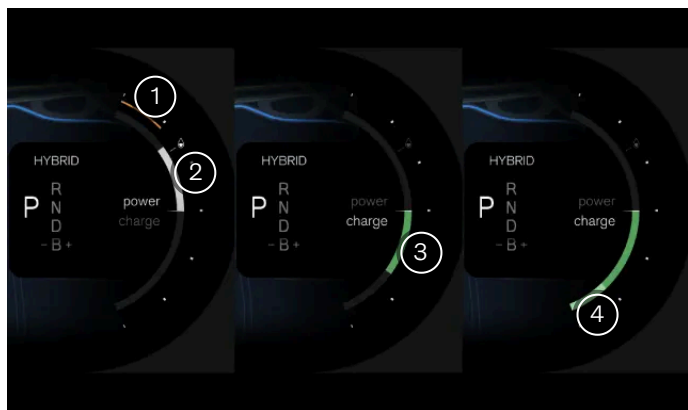 1
2
HYBRID
P
R
N
D
– B +
power
charge
HYBRID
P
R
N
D
– B +
power
charge
3
HYBRID
P
R
N
D
– B +
power
charge
4